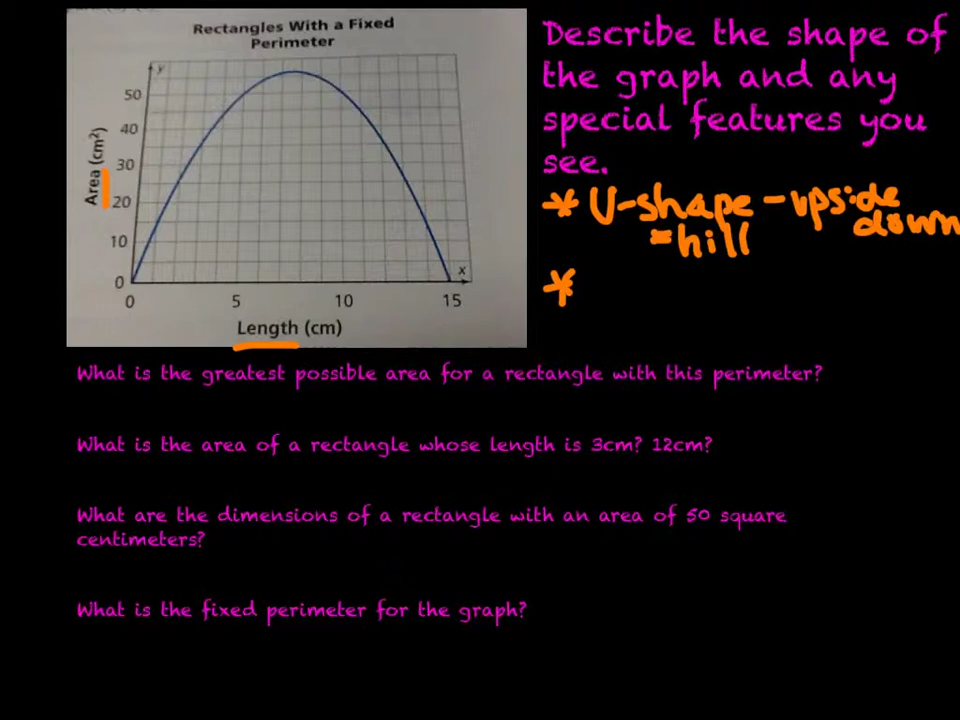 Rectangles With a Fixed
Perimeter
y
50
40
30
20
10
0
Area (cm²)
0 5 10 15
x
Length (cm)
Describe the shape of
the graph and any
special features you
see.
* U-shape - upside
down
= hill
*
What is the greatest possible area for a rectangle with this perimeter?
What is the area of a rectangle whose length is 3cm? 12cm?
What are the dimensions of a rectangle with an area of 50 square
centimeters?
What is the fixed perimeter for the graph?